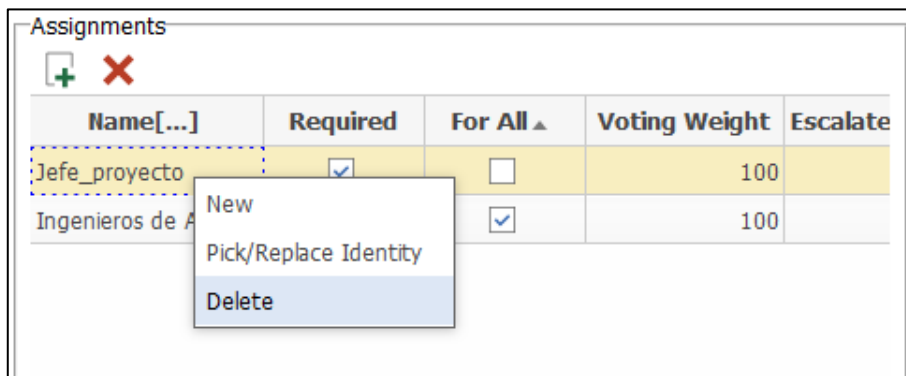 Assignments
Name[...] Required For All Voting Weight Escalate
Jefe_proyecto 100
Ingenieros de A 100
New
Pick/Replace Identity
Delete